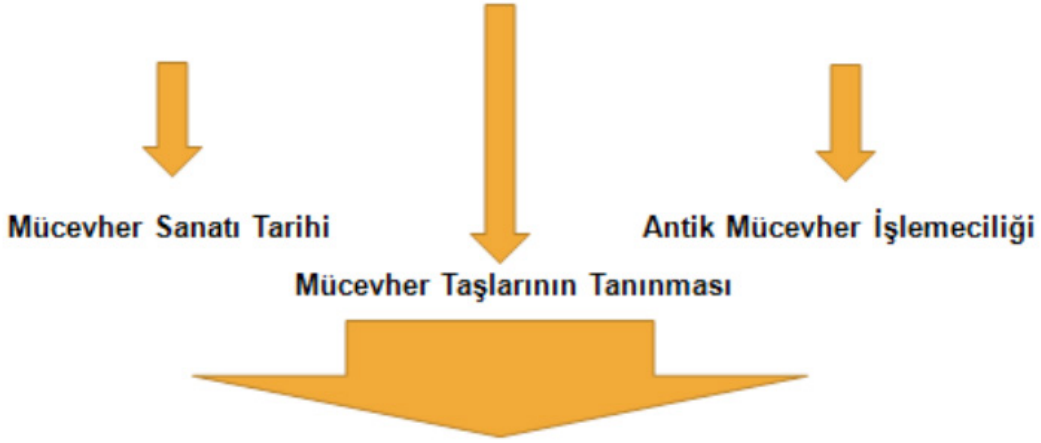 Mücevher Sanatı Tarihi
Antik Mücevher İşlemeciliği
Mücevher Taşlarının Tanınması